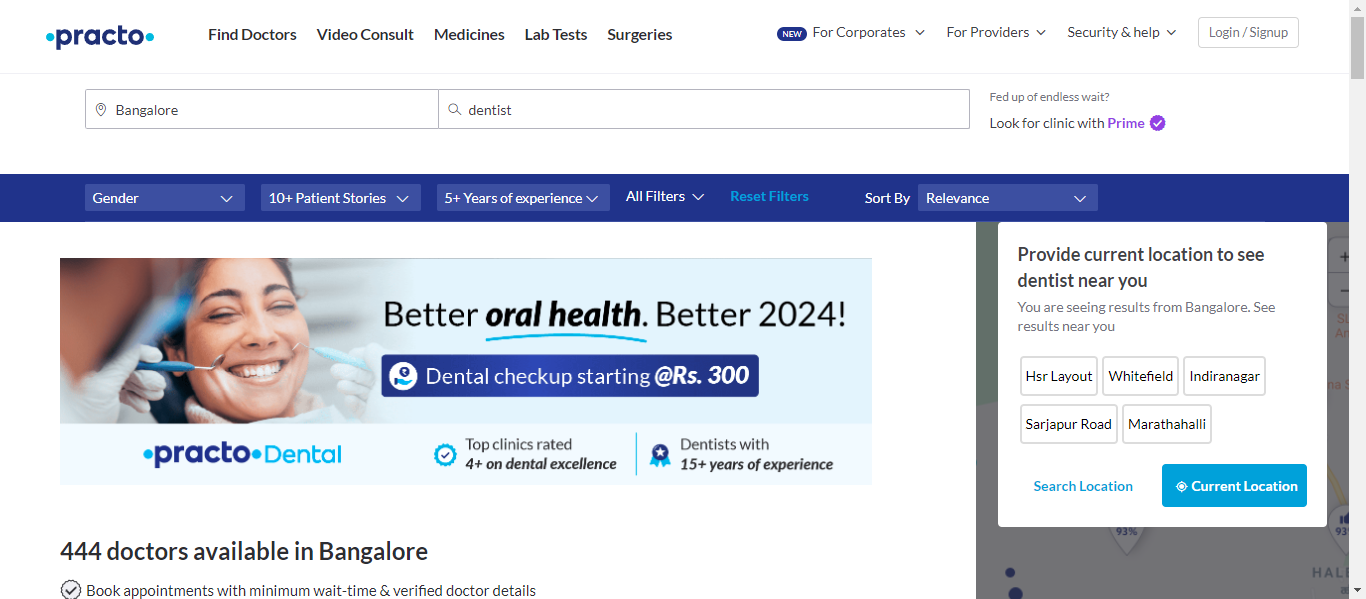 practo
Find Doctors Video Consult Medicines Lab Tests Surgeries
NEW For Corporates For Providers Security & help Login / Signup
Bangalore dentist
Fed up of endless wait?
Look for clinic with Prime
Gender 10+ Patient Stories 5+ Years of experience All Filters Reset Filters Sort By Relevance
Better oral health. Better 2024!
Dental checkup starting @Rs. 300
practo Dental
Top clinics rated
4+ on dental excellence
Dentists with
15+ years of experience
Provide current location to see
dentist near you
You are seeing results from Bangalore. See
results near you
Hsr Layout Whitefield Indiranagar
Sarjapur Road Marathahalli
Search Location Current Location
93%
444 doctors available in Bangalore
Book appointments with minimum wait-time & verified doctor details